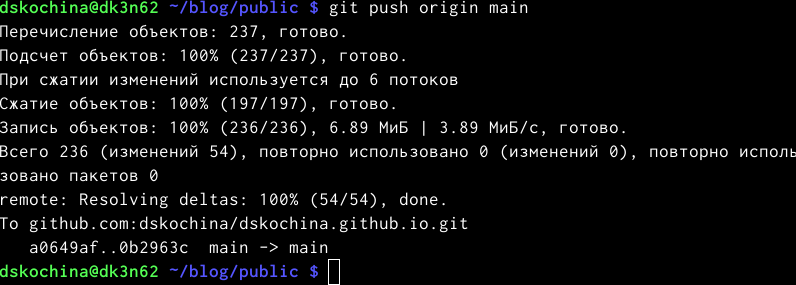 dskochina@dk3n62 ~/blog/public $ git push origin main
Перечисление объектов: 237, готово.
Подсчет объектов: 100% (237/237), готово.
При сжатии изменений используется до 6 потоков
Сжатие объектов: 100% (197/197), готово.
Запись объектов: 100% (236/236), 6.89 МиБ | 3.89 МиБ/с, готово.
Всего 236 (изменений 54), повторно использовано 0 (изменений 0), повторно исполь
зовано пакетов 0
remote: Resolving deltas: 100% (54/54), done.
To github.com:dskochina/dskochina.github.io.git
   a0649af..0b2963c  main -> main
dskochina@dk3n62 ~/blog/public $